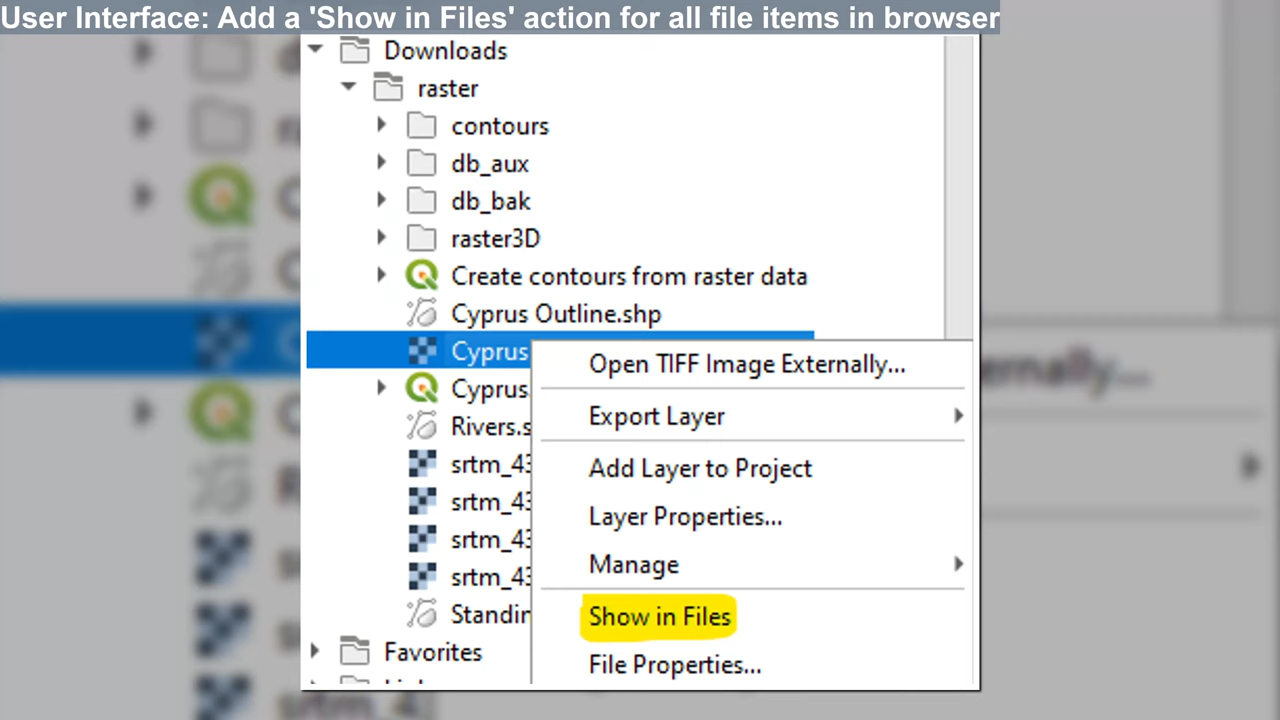 User Interface: Add a 'Show in Files' action for all file items in browser
Downloads
raster
contours
db_aux
db_bak
raster3D
Create contours from raster data
Cyprus Outline.shp
Cyprus
Cyprus.
Rivers.s
srtm_43
srtm_43
srtm_43
srtm_43
Standin
Favorites
Open TIFF Image Externally...
Export Layer
Add Layer to Project
Layer Properties...
Manage
Show in Files
File Properties...